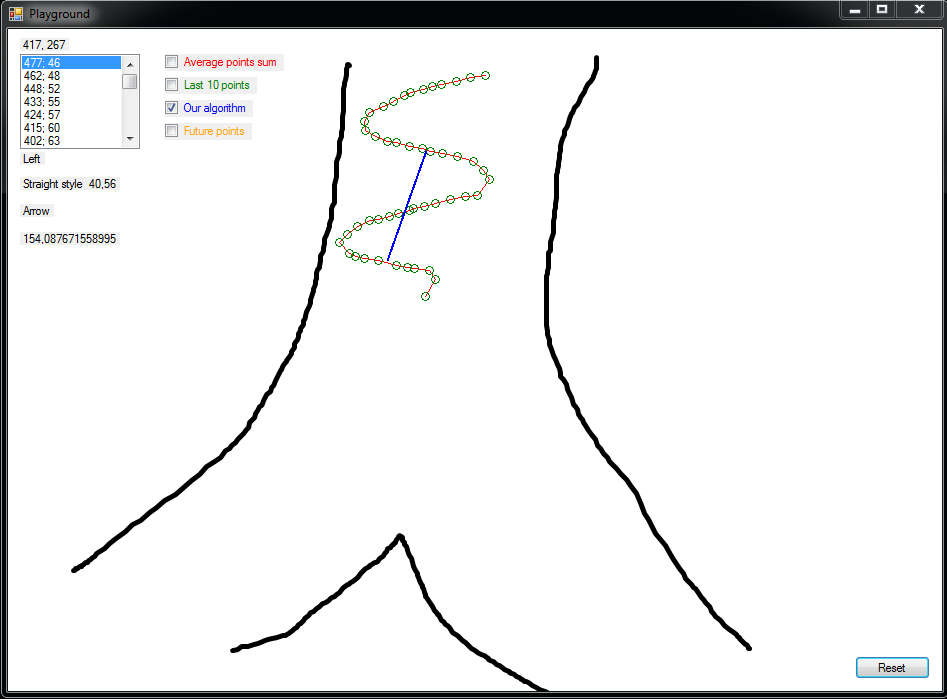 Playground
417, 267
477; 46
462; 48
448; 52
433; 55
424; 57
415; 60
402; 63
Average points sum
Last 10 points
Our algorithm
Future points
Left
Straight style 40,56
Arrow
154,087671558995
Reset